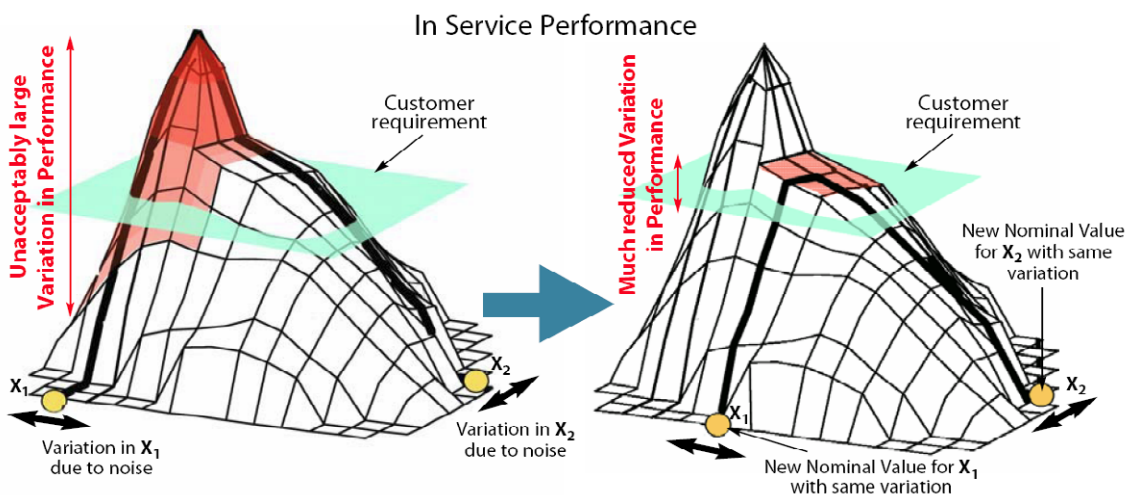 In Service Performance
Unacceptably large
Variation in Performance
Customer
requirement
X1
X2
Variation in X1
due to noise
Variation in X2
due to noise
Much reduced Variation
in Performance
Customer
requirement
New Nominal Value
for X2 with same
variation
X1
X2
New Nominal Value for X1
with same variation